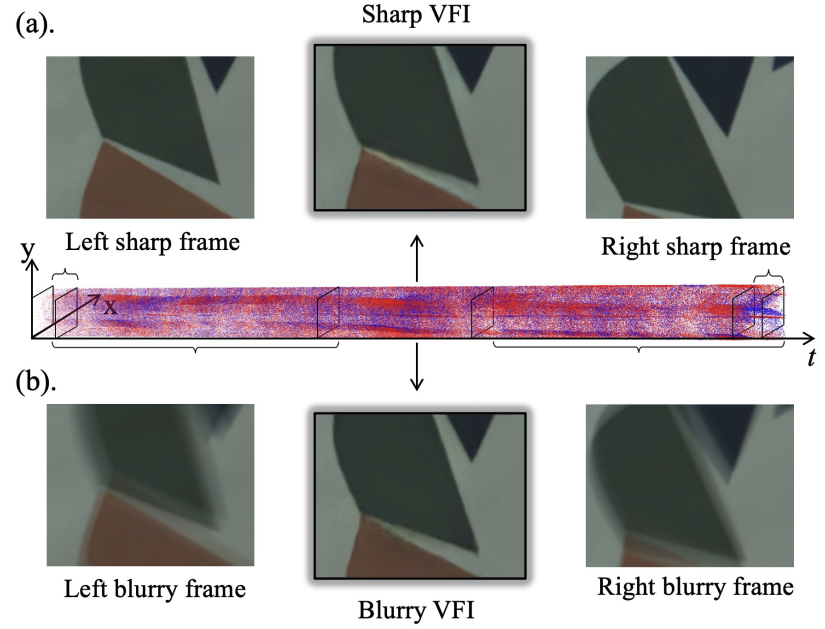 (a).
Sharp VFI
Left sharp frame
Right sharp frame
y
x
t
(b).
Left blurry frame
Right blurry frame
Blurry VFI